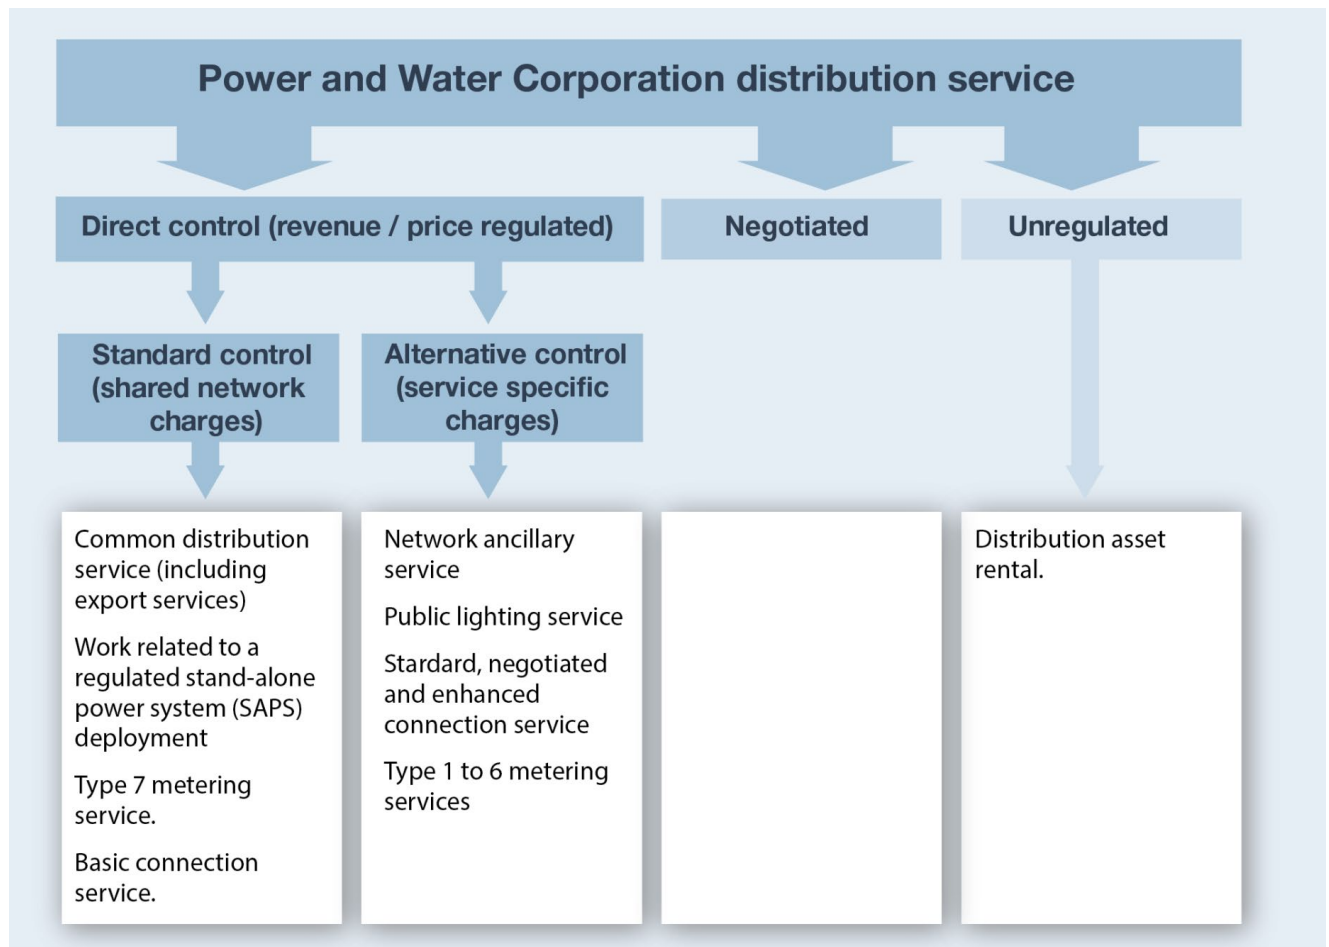 Power and Water Corporation distribution service
Direct control (revenue / price regulated)
Negotiated
Unregulated
Standard control
(shared network
charges)
Alternative control
(service specific
charges)
Common distribution
service (including
export services)
Work related to a
regulated stand-alone
power system (SAPS)
deployment
Type 7 metering
service.
Basic connection
service.
Network ancillary
service
Public lighting service
Stardard, negotiated
and enhanced
connection service
Type 1 to 6 metering
services
Distribution asset
rental.